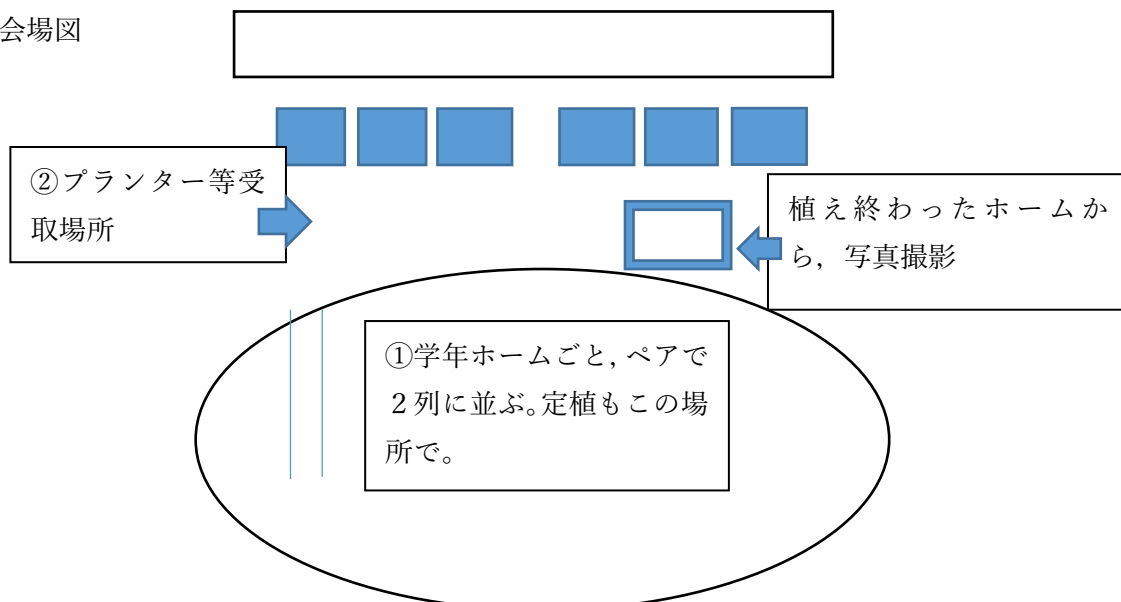 会場図
②プランター等受
取場所
植え終わったホームか
ら，写真撮影
①学年ホームごと，ペアで
２列に並ぶ。定植もこの場
所で。